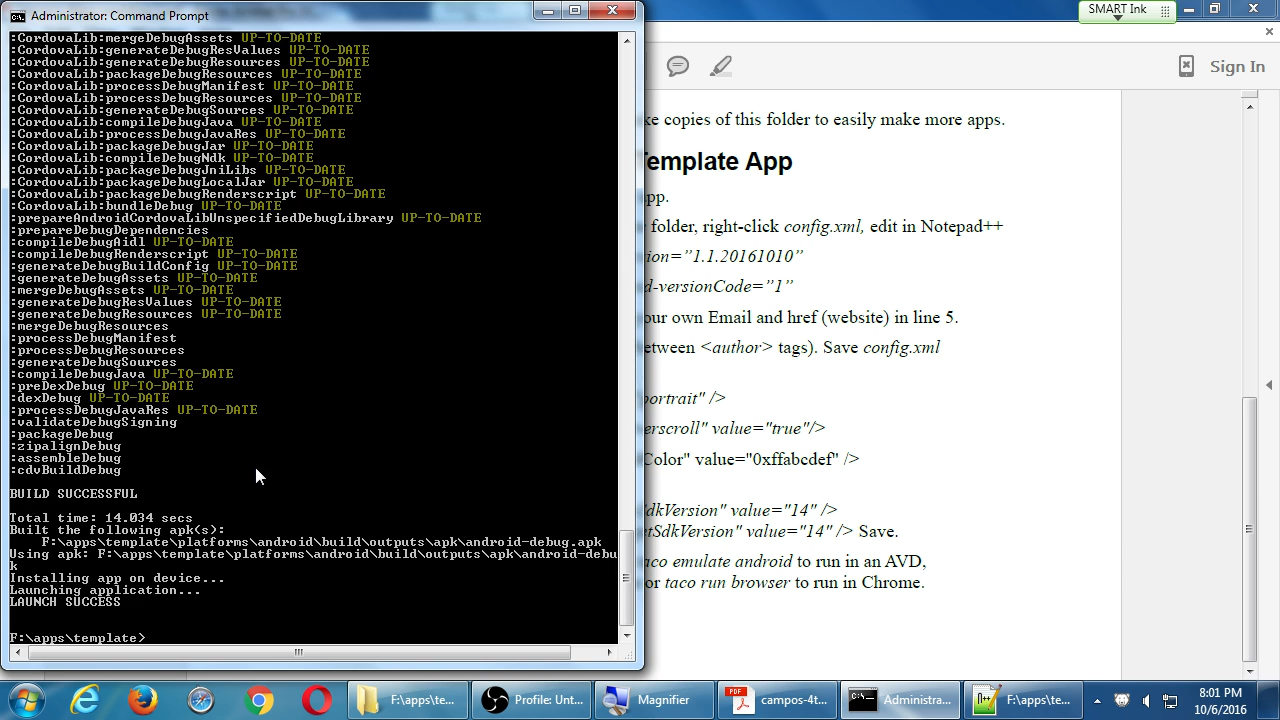 Administrator: Command Prompt
SMART Ink
:CordovaLib:mergeDebugAssets UP-TO-DATE
:CordovaLib:generateDebugResValues UP-TO-DATE
:CordovaLib:generateDebugResources UP-TO-DATE
:CordovaLib:packageDebugResources UP-TO-DATE
:CordovaLib:processDebugManifest UP-TO-DATE
:CordovaLib:processDebugResources UP-TO-DATE
:CordovaLib:generateDebugSources UP-TO-DATE
:CordovaLib:compileDebugJava UP-TO-DATE
:CordovaLib:processDebugJavaRes UP-TO-DATE
:CordovaLib:packageDebugJar UP-TO-DATE
:CordovaLib:compileDebugNdk UP-TO-DATE
:CordovaLib:packageDebugJniLibs UP-TO-DATE
:CordovaLib:packageDebugLocalJar UP-TO-DATE
:CordovaLib:packageDebugRenderscript UP-TO-DATE
:CordovaLib:bundleDebug UP-TO-DATE
:prepareAndroidCordovaLibUnspecifiedDebugLibrary UP-TO-DATE
:prepareDebugDependencies
:compileDebugAidl UP-TO-DATE
:compileDebugRenderscript UP-TO-DATE
:generateDebugBuildConfig UP-TO-DATE
:generateDebugAssets UP-TO-DATE
:mergeDebugAssets UP-TO-DATE
:generateDebugResValues UP-TO-DATE
:generateDebugResources UP-TO-DATE
:mergeDebugResources
:processDebugManifest
:processDebugResources
:generateDebugSources
:compileDebugJava UP-TO-DATE
:preDexDebug UP-TO-DATE
:dexDebug UP-TO-DATE
:processDebugJavaRes UP-TO-DATE
:validateDebugSigning
:packageDebug
:zipalignDebug
:assembleDebug
:cdvBuildDebug
BUILD SUCCESSFUL
Total time: 14.034 secs
Built the following apk(s):
F:\apps\template\platforms\android\build\outputs\apk\android-debug.apk
Using apk: F:\apps\template\platforms\android\build\outputs\apk\android-debu
k
Installing app on device...
Launching application...
LAUNCH SUCCESS
F:\apps\template>
Sign In
ke copies of this folder to easily make more apps.
Template App
pp.
folder, right-click config.xml, edit in Notepad++
sion="1.1.20161010”
d-versionCode=”1”
our own Email and href (website) in line 5.
etween <author> tags). Save config.xml
portrait" />
erscroll" value="true"/>
Color" value="0xffabcdef" />
dkVersion" value="14" />
etSdkVersion" value="14" /> Save.
aco emulate android to run in an AVD,
or taco run browser to run in Chrome.
F:\apps\te...
Profile: Unt...
Magnifier
campos-4t...
Administra...
F:\apps\te...
8:01 PM
10/6/2016